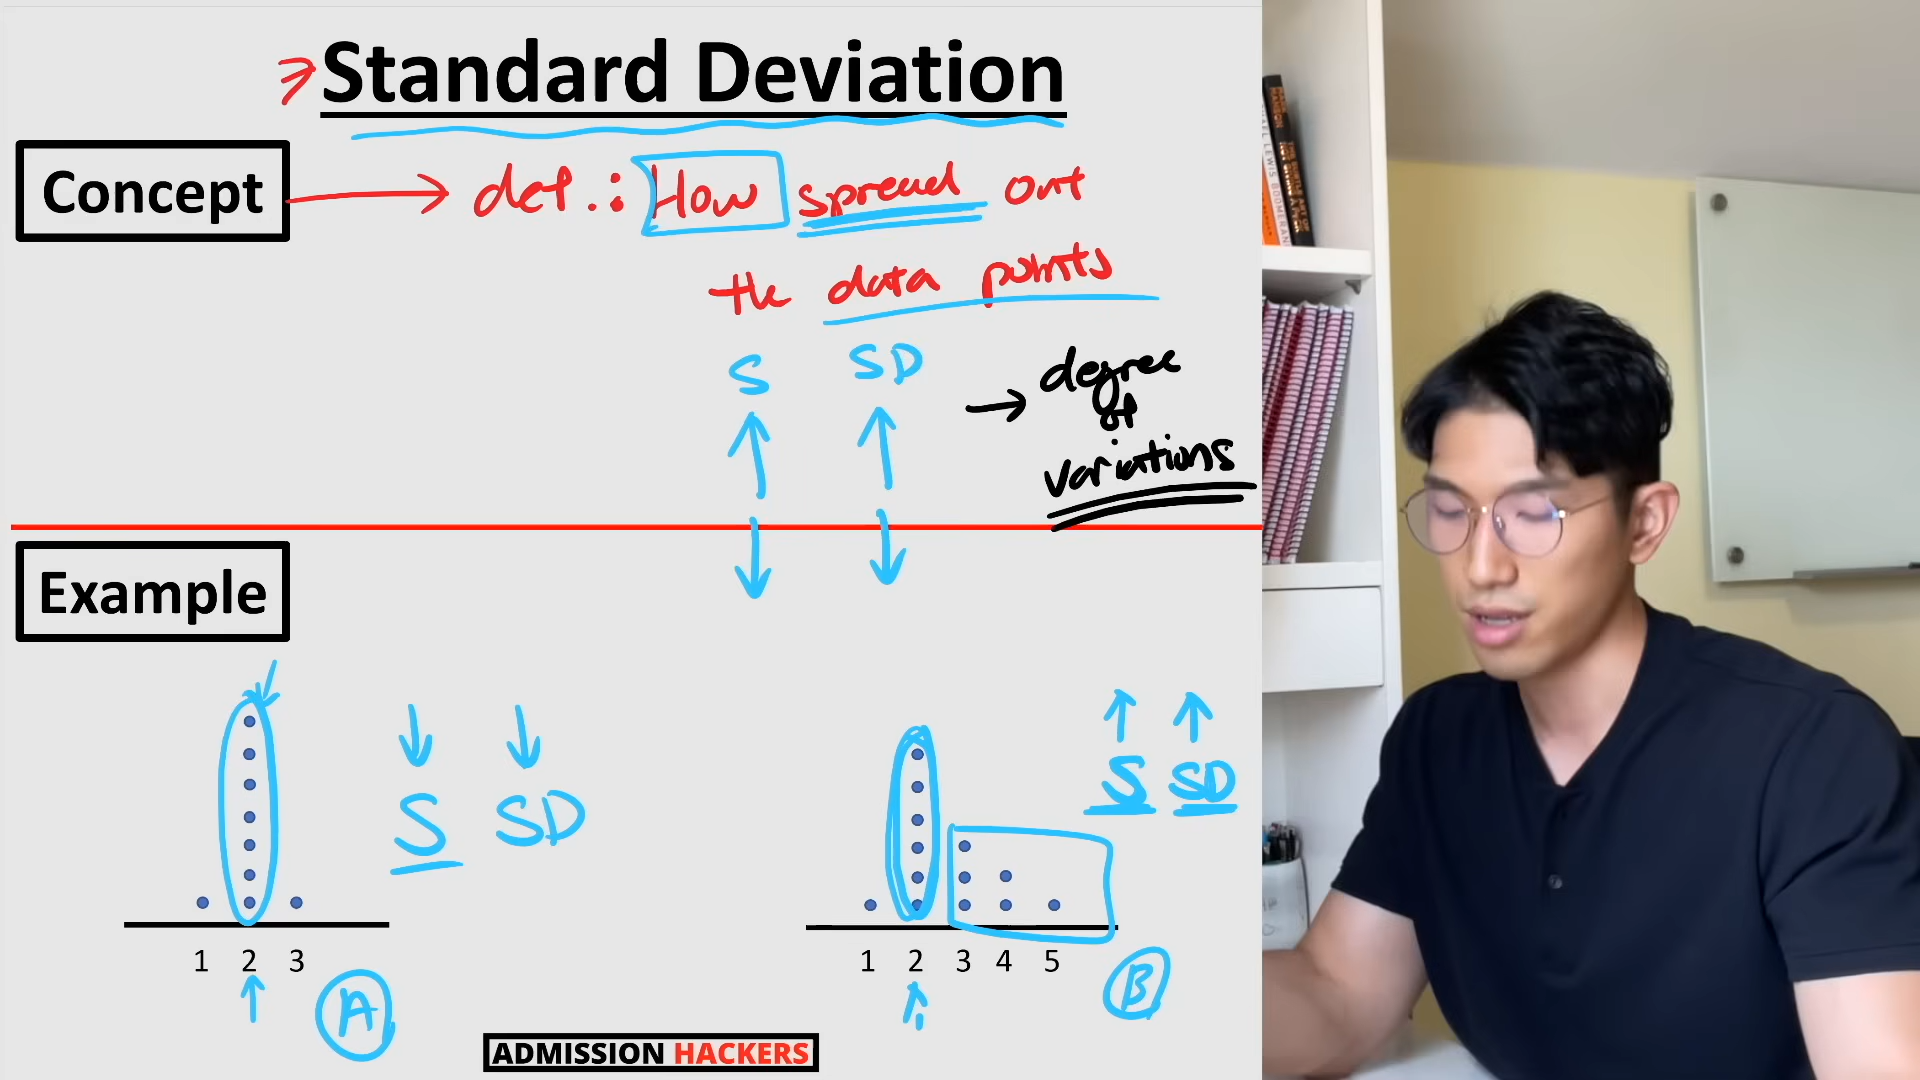 Standard Deviation
Concept
def.: How spread out
the data points
S SD
degree
of
variations
Example
S SD
S SD
1 2 3
1 2 3 4 5
A
B
ADMISSION HACKERS